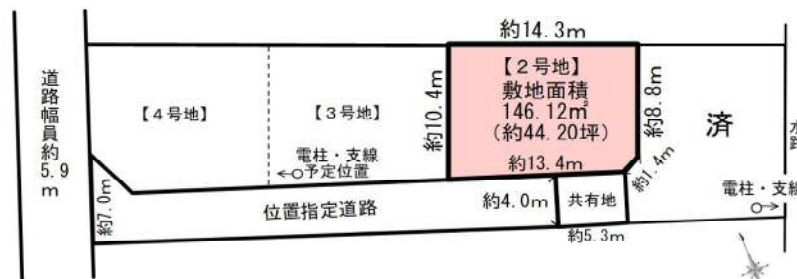 約14.3m
道路幅員約5.9m
【4号地】
【3号地】
電柱・支線
予定位置
約10.4m
【2号地】
敷地面積
146.12㎡
(約44.20坪)
約13.4m
約8.8m
約1.4m
済
水路
電柱・支線
約7.0m
位置指定道路
約4.0m
共有地
約5.3m